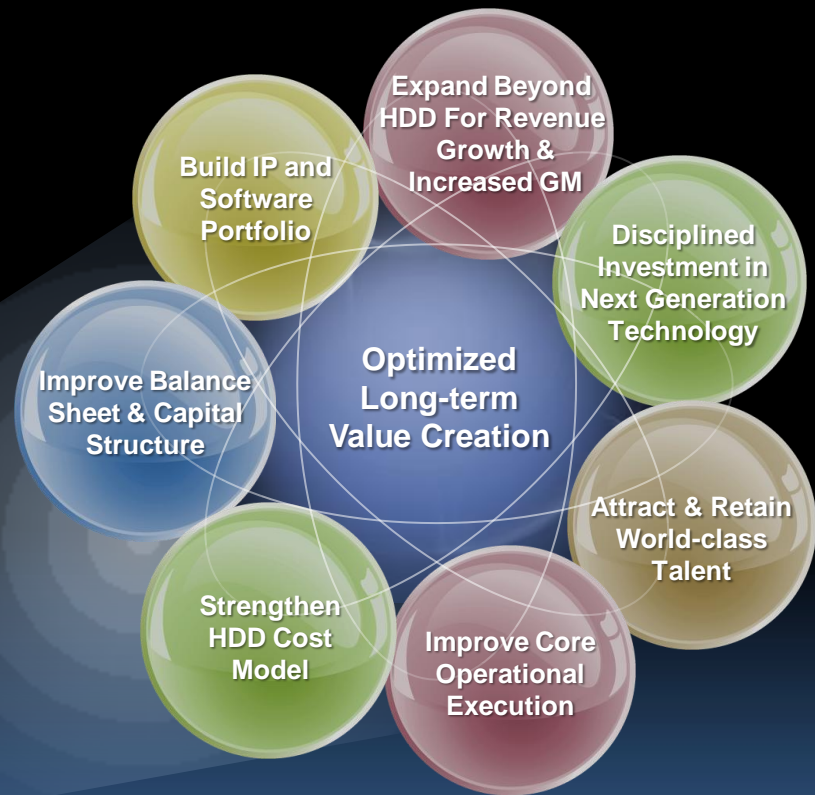 Expand Beyond
HDD For Revenue
Growth &
Increased GM
Build IP and
Software
Portfolio
Disciplined
Investment in
Next Generation
Technology
Improve Balance
Sheet & Capital
Structure
Optimized
Long-term
Value Creation
Attract & Retain
World-class
Talent
Strengthen
HDD Cost
Model
Improve Core
Operational
Execution